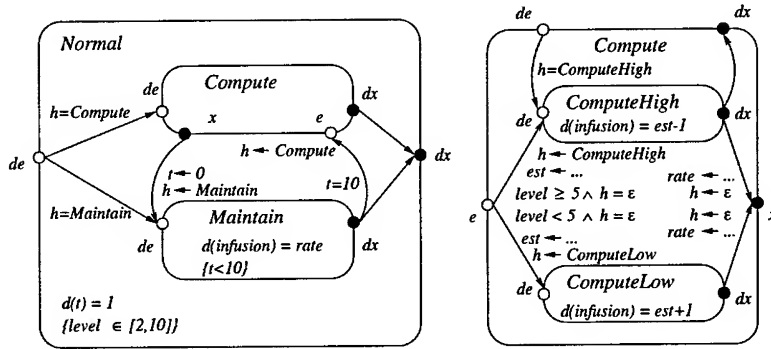 Normal
de
Compute
dx
h=Compute
de
x
e
h ← Compute
t ← 0
h ← Maintain
t=10
dx
de
h=Maintain
Maintain
de
dx
d(infusion) = rate
{t<10}
d(t) = 1
{level ∈ [2,10]}
de
dx
Compute
h=ComputeHigh
ComputeHigh
de
dx
d(infusion) = est-1
h ← ComputeHigh
est ← ...
rate ← ...
level ≥ 5 ∧ h = ε
h ← ε
e
level < 5 ∧ h = ε
h ← ε
x
est ← ...
rate ← ...
h ← ComputeLow
ComputeLow
de
dx
d(infusion) = est+1